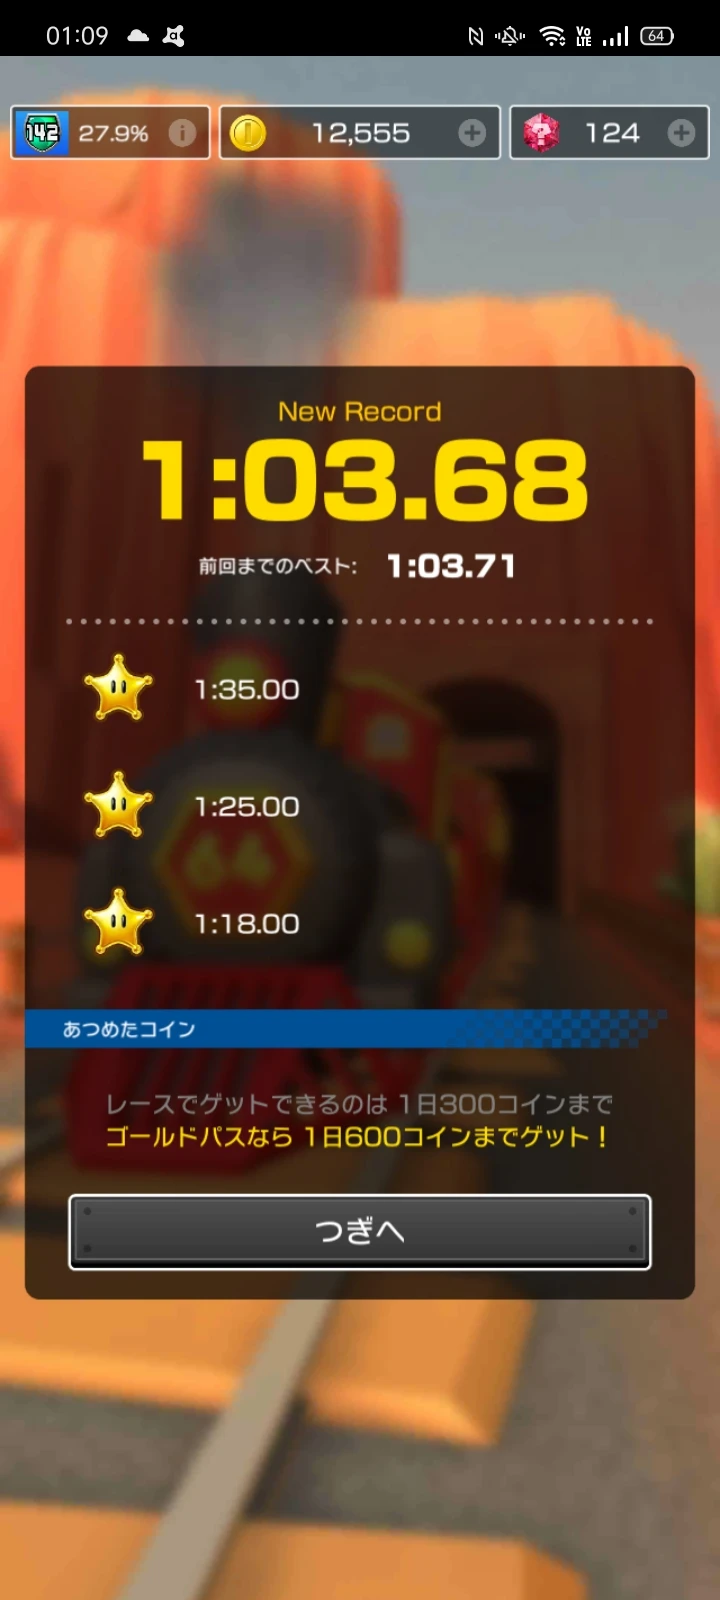 01:09
Vo
LTE
64
142 27.9% i 12,555 124
New Record
1:03.68
前回までのベスト: 1:03.71
1:35.00
1:25.00
64
1:18.00
あつめたコイン
レースでゲットできるのは 1日300コインまで
ゴールドパスなら 1日600コインまでゲット！
つぎへ